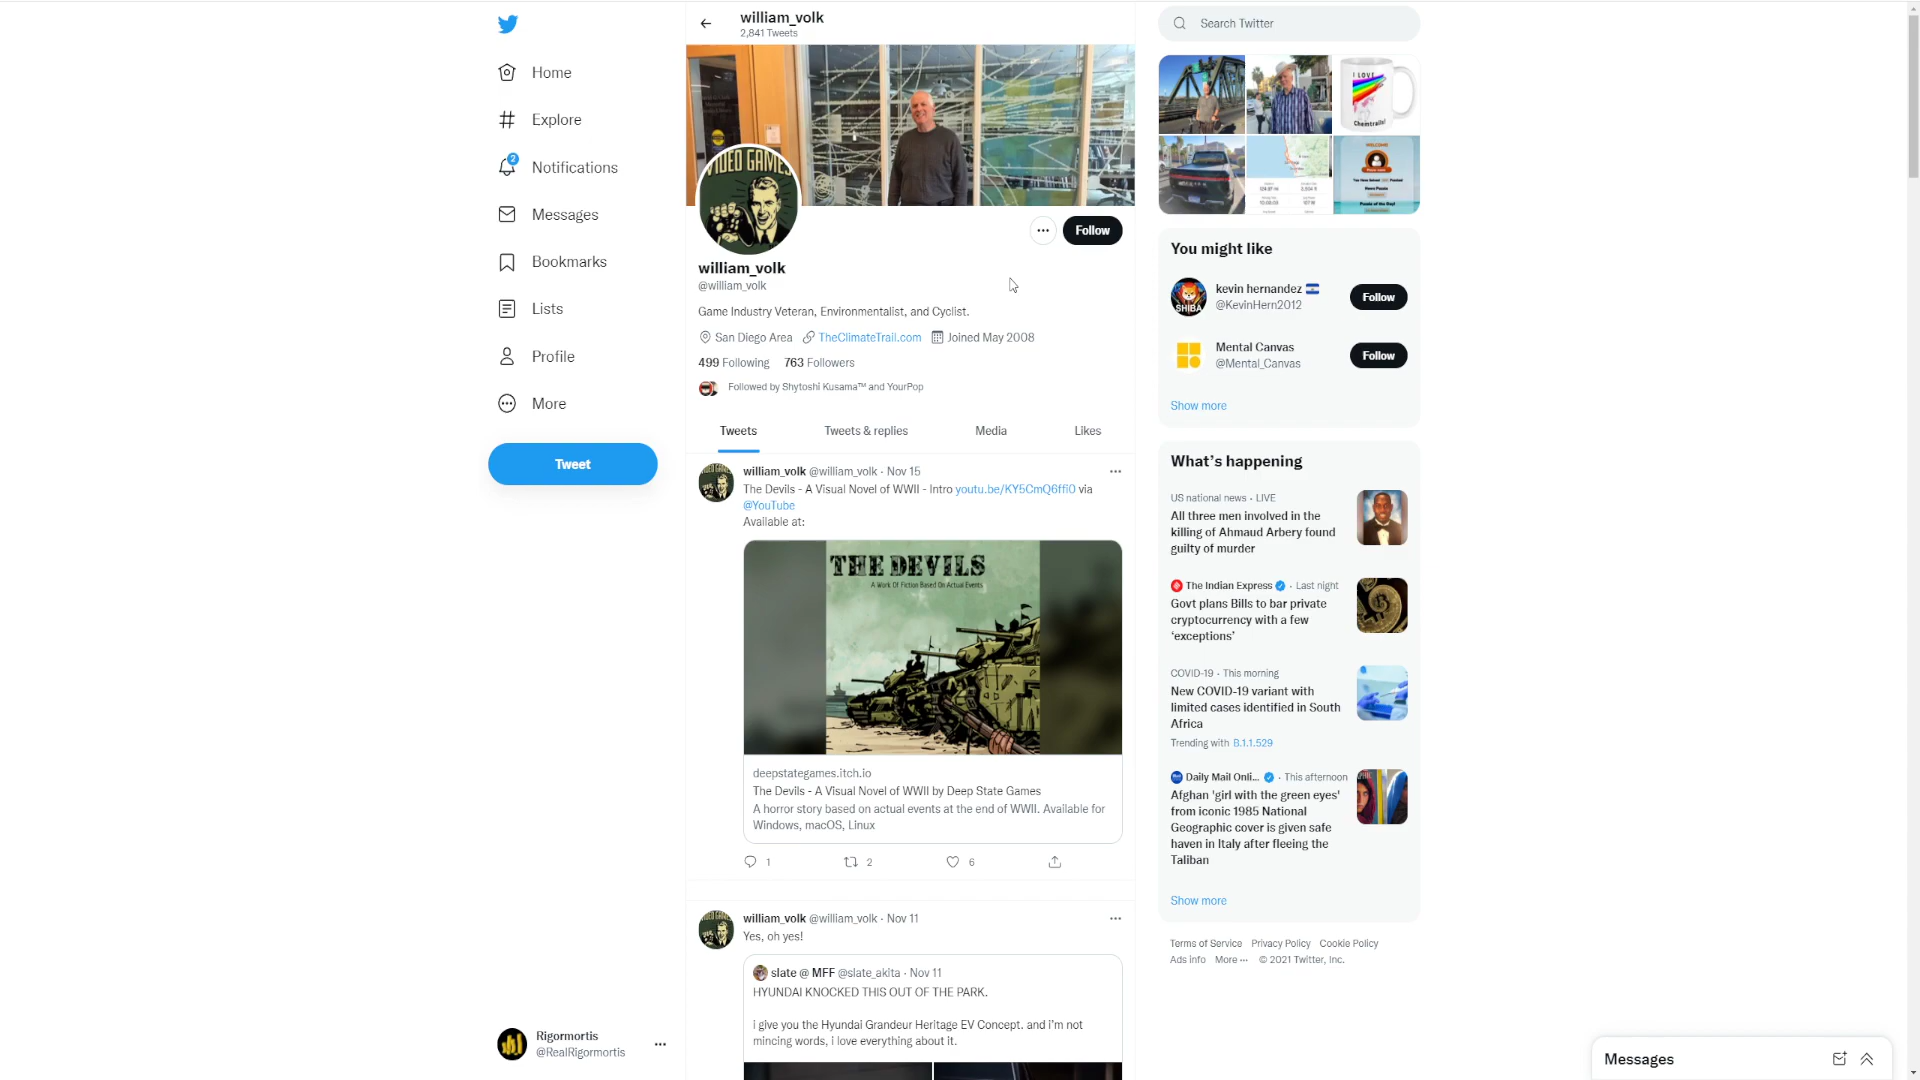 william_volk
2,841 Tweets
Search Twitter
Home
Explore
2
Notifications
Messages
Bookmarks
Lists
Profile
More
Tweet
VIDEO GAMES
Follow
william_volk
@william_volk
Game Industry Veteran, Environmentalist, and Cyclist.
San Diego Area TheClimateTrail.com Joined May 2008
499 Following 763 Followers
Followed by Shytoshi Kusama™ and YourPop
Tweets Tweets & replies Media Likes
william_volk @william_volk · Nov 15
The Devils - A Visual Novel of WWII - Intro youtu.be/KY5CmQ6ffi0 via
@YouTube
Available at:
THE DEVILS
A Work Of Fiction Based On Actual Events
deepstategames.itch.io
The Devils - A Visual Novel of WWII by Deep State Games
A horror story based on actual events at the end of WWII. Available for
Windows, macOS, Linux
1 2 6
william_volk @william_volk · Nov 11
Yes, oh yes!
slate @ MFF @slate_akita · Nov 11
HYUNDAI KNOCKED THIS OUT OF THE PARK.
i give you the Hyundai Grandeur Heritage EV Concept. and i'm not
mincing words, i love everything about it.
I LOVE
Chemtrails!
WELCOME
You might like
SHIBA
kevin hernandez
@KevinHern2012
Follow
Mental Canvas
@Mental_Canvas
Follow
Show more
What's happening
US national news · LIVE
All three men involved in the
killing of Ahmaud Arbery found
guilty of murder
The Indian Express · Last night
Govt plans Bills to bar private
cryptocurrency with a few
'exceptions'
COVID-19 · This morning
New COVID-19 variant with
limited cases identified in South
Africa
Trending with B.1.1.529
Daily Mail Onli... · This afternoon
Afghan 'girl with the green eyes'
from iconic 1985 National
Geographic cover is given safe
haven in Italy after fleeing the
Taliban
Show more
Terms of Service Privacy Policy Cookie Policy
Ads info More ··· © 2021 Twitter, Inc.
Rigormortis
@RealRigormortis
Messages